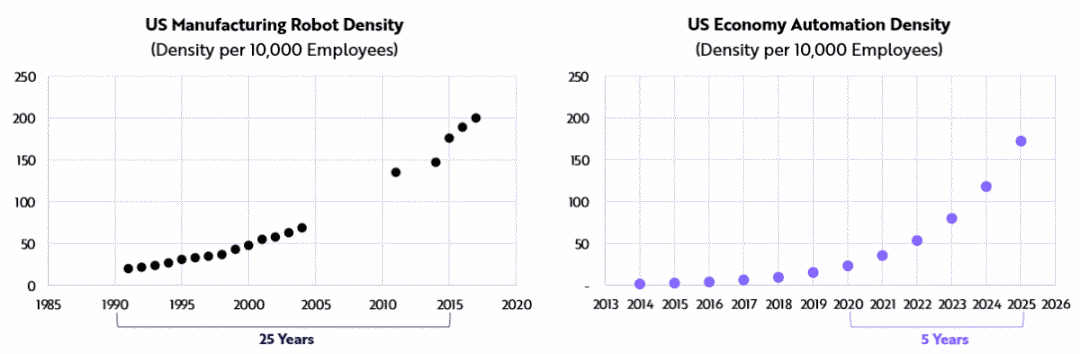 US Manufacturing Robot Density
(Density per 10,000 Employees)
250
200
150
100
50
0
1985 1990 1995 2000 2005 2010 2015 2020
25 Years
US Economy Automation Density
(Density per 10,000 Employees)
250
200
150
100
50
-
2013 2014 2015 2016 2017 2018 2019 2020 2021 2022 2023 2024 2025 2026
5 Years